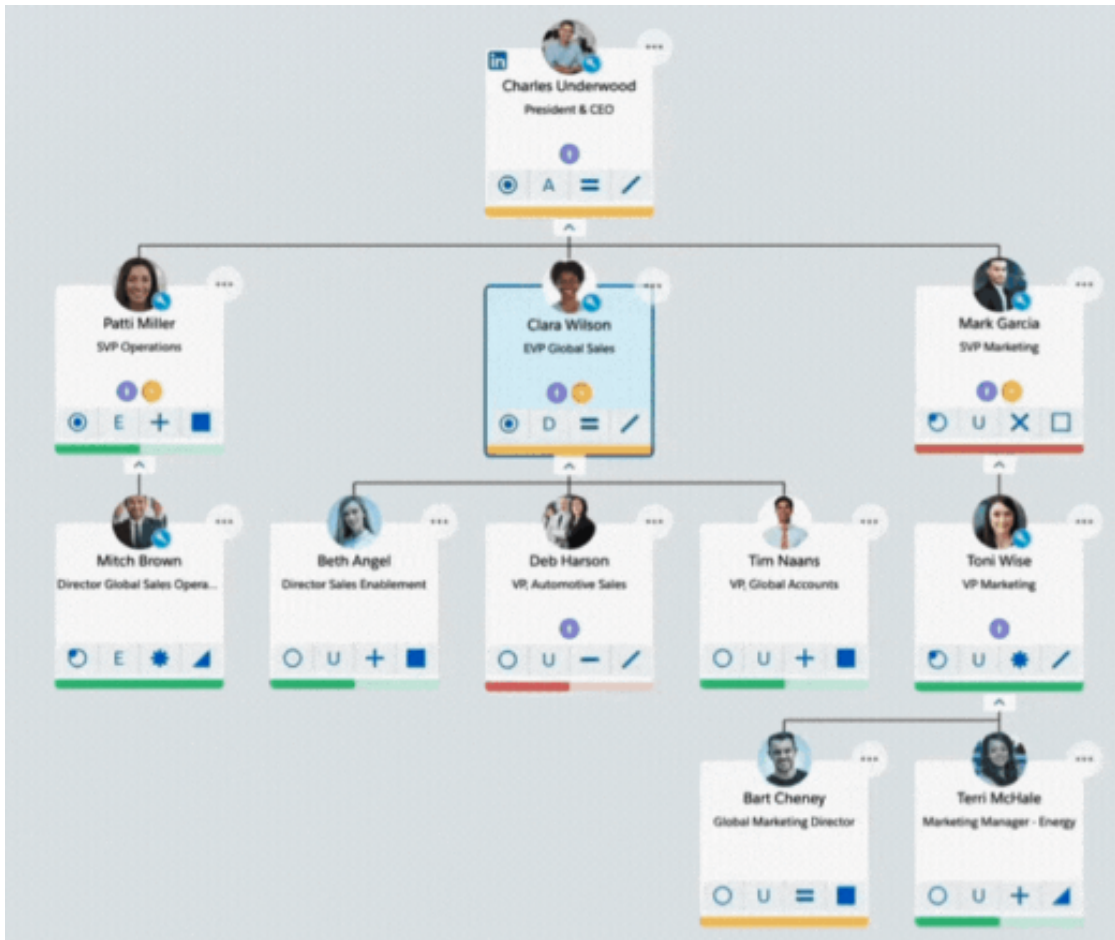 in
Charles Underwood
President & CEO
A
Patti Miller
SVP Operations
E
Clara Wilson
EVP Global Sales
D
Mark Garcia
SVP Marketing
U
Mitch Brown
Director Global Sales Opera...
E
Beth Angel
Director Sales Enablement
U
Deb Harson
VP, Automotive Sales
U
Tim Naans
VP, Global Accounts
U
Toni Wise
VP Marketing
U
Bart Cheney
Global Marketing Director
U
Terri McHale
Marketing Manager - Energy
U